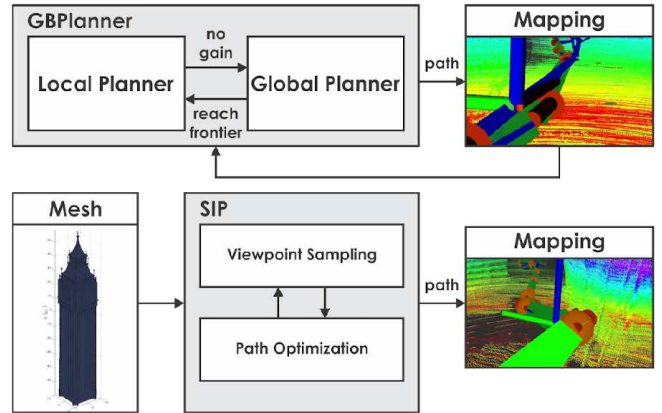 GBPlanner
Mapping
no
gain
Local Planner
Global Planner
path
reach
frontier
Mesh
SIP
Viewpoint Sampling
Mapping
path
Path Optimization